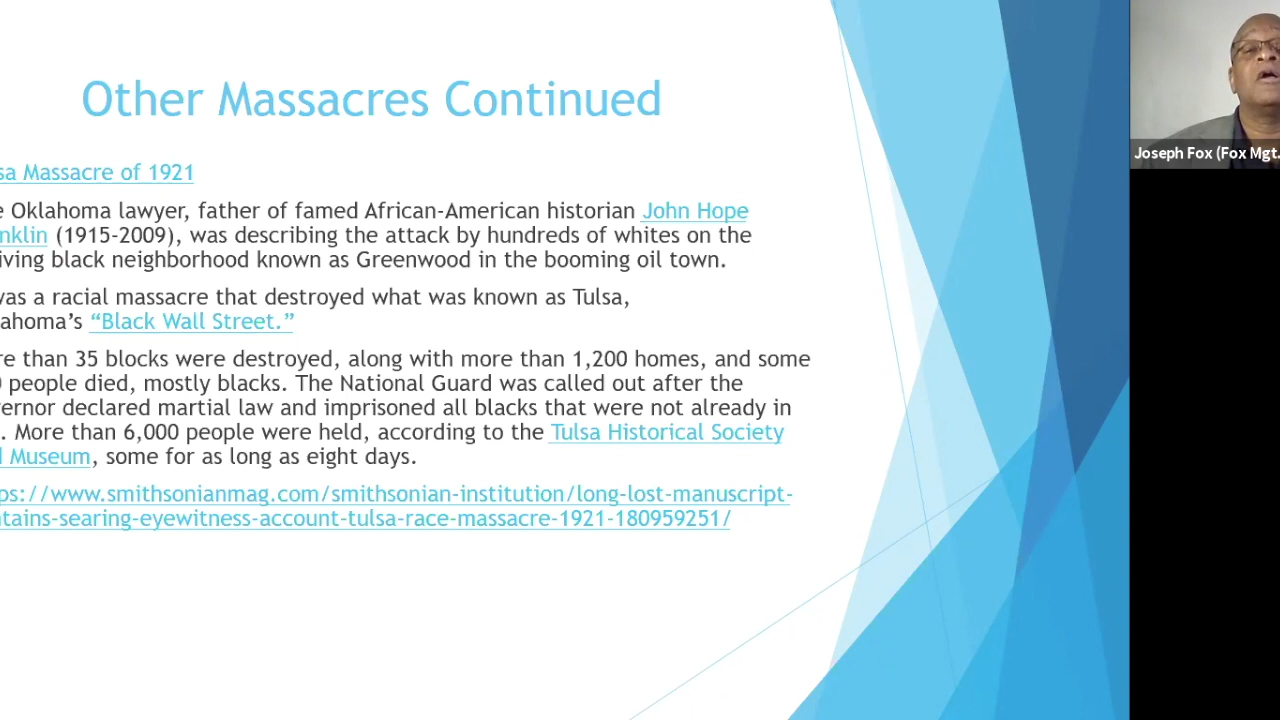 Other Massacres Continued
sa Massacre of 1921
e Oklahoma lawyer, father of famed African-American historian John Hope
nklin (1915-2009), was describing the attack by hundreds of whites on the
iving black neighborhood known as Greenwood in the booming oil town.
was a racial massacre that destroyed what was known as Tulsa,
ahoma’s “Black Wall Street.”
re than 35 blocks were destroyed, along with more than 1,200 homes, and some
0 people died, mostly blacks. The National Guard was called out after the
vernor declared martial law and imprisoned all blacks that were not already in
. More than 6,000 people were held, according to the Tulsa Historical Society
d Museum, some for as long as eight days.
ps://www.smithsonianmag.com/smithsonian-institution/long-lost-manuscript-
ntains-searing-eyewitness-account-tulsa-race-massacre-1921-180959251/
Joseph Fox (Fox Mgt.